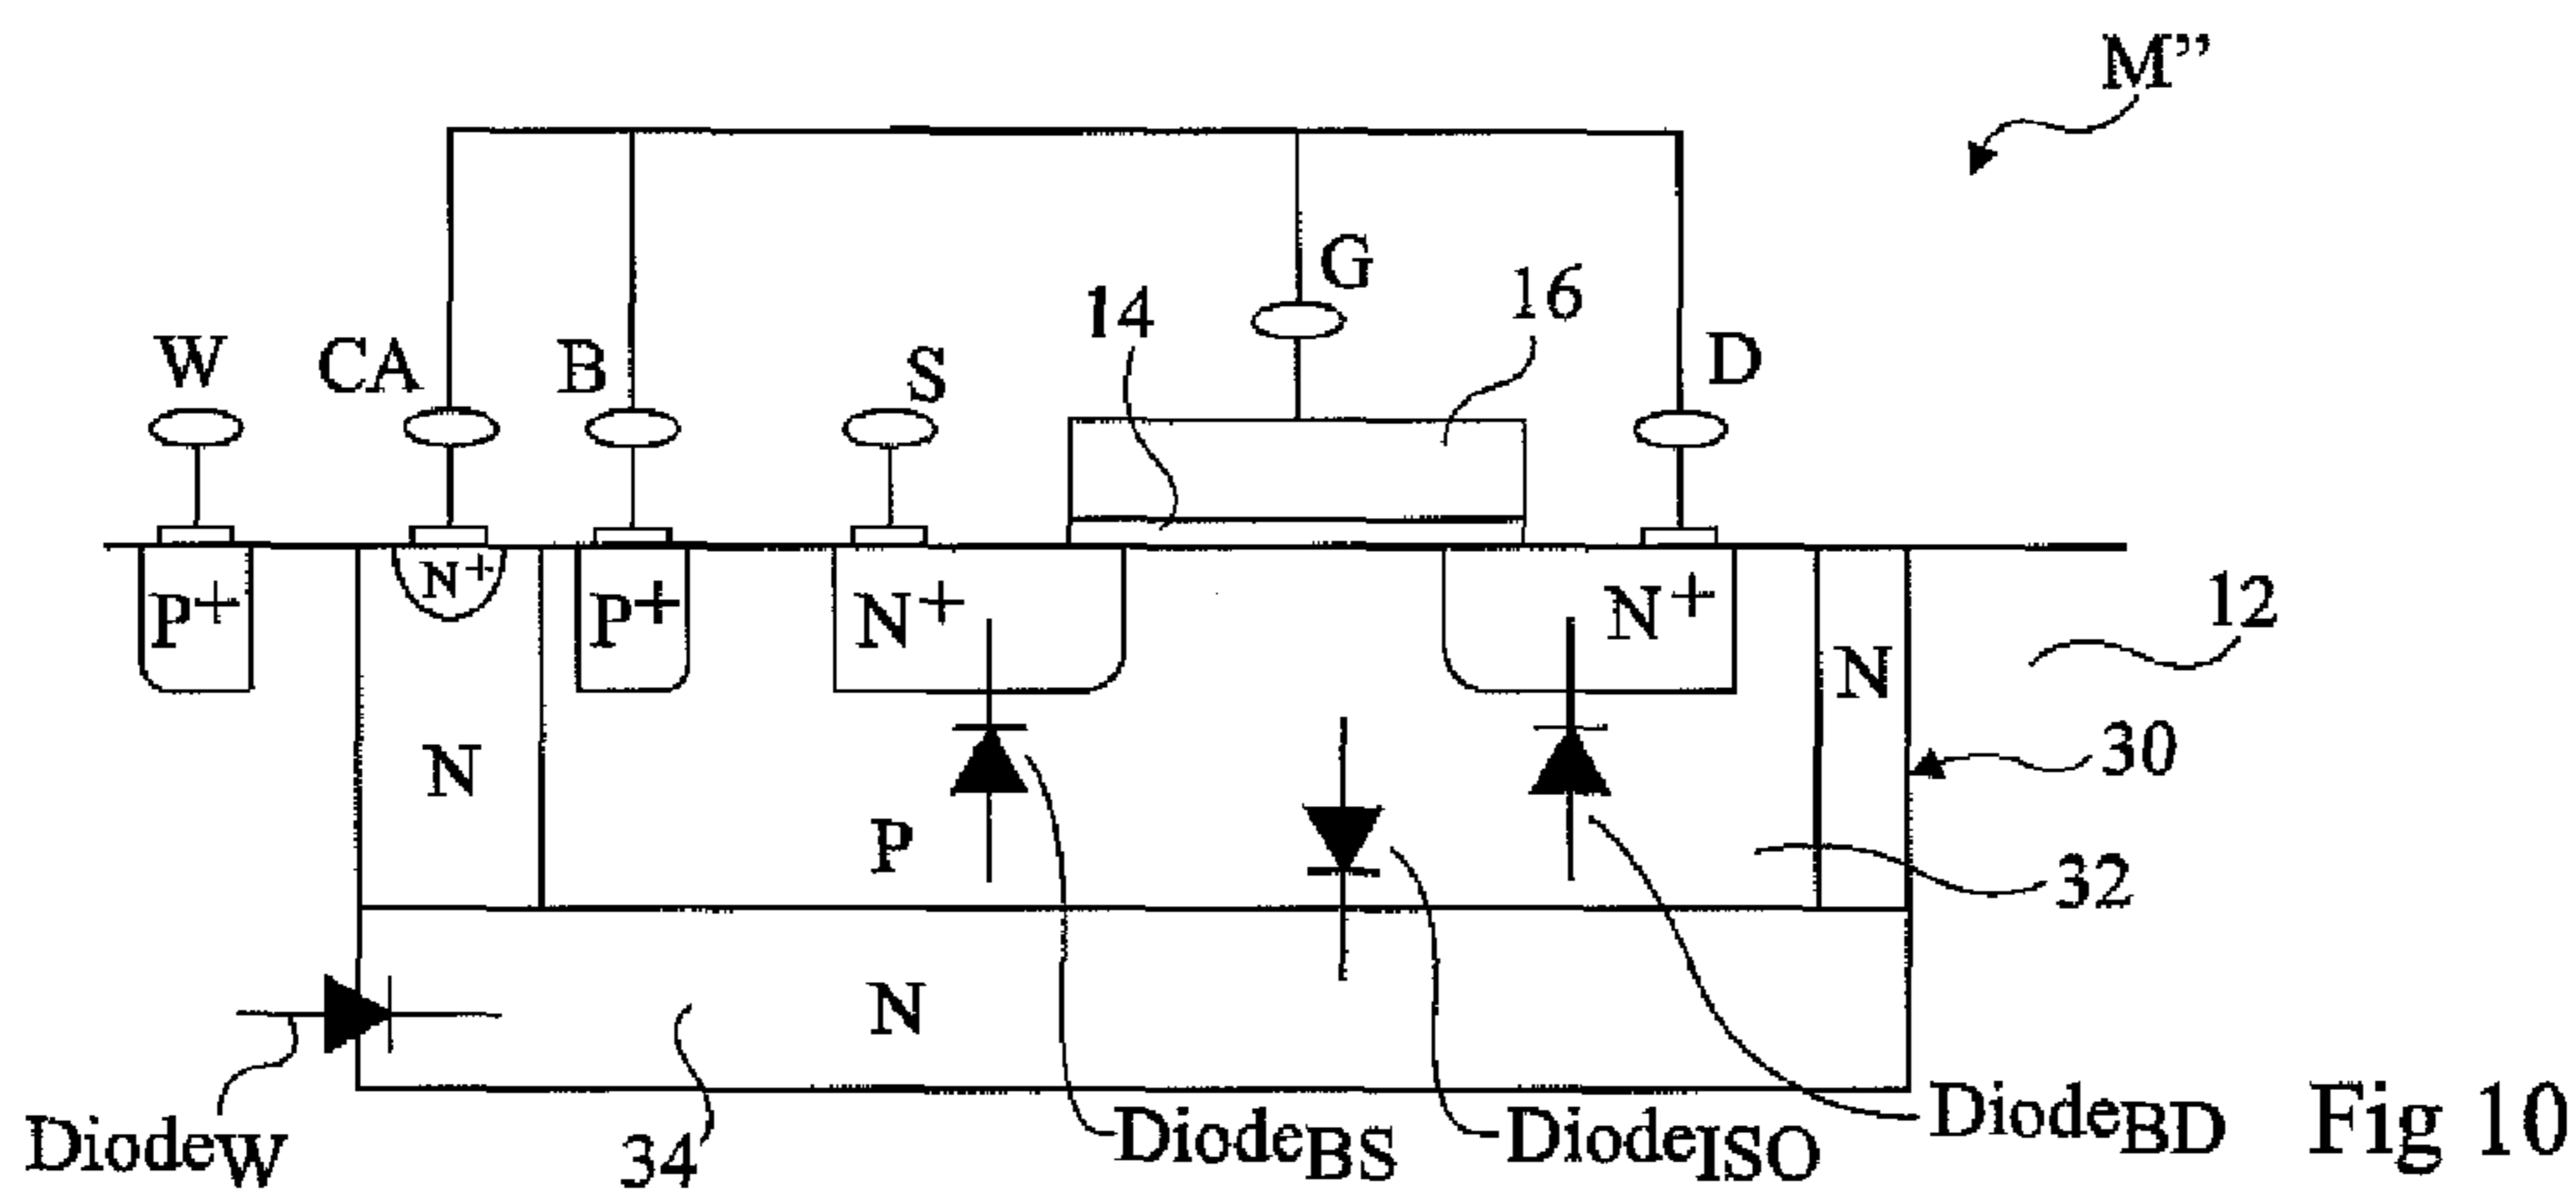 M”
G
16
14
W
CA
B
S
D
P+
N+
P+
N+
N+
12
N
N
30
P
32
N
DiodeW
34
DiodeBS
DiodeISO
DiodeBD
Fig 10